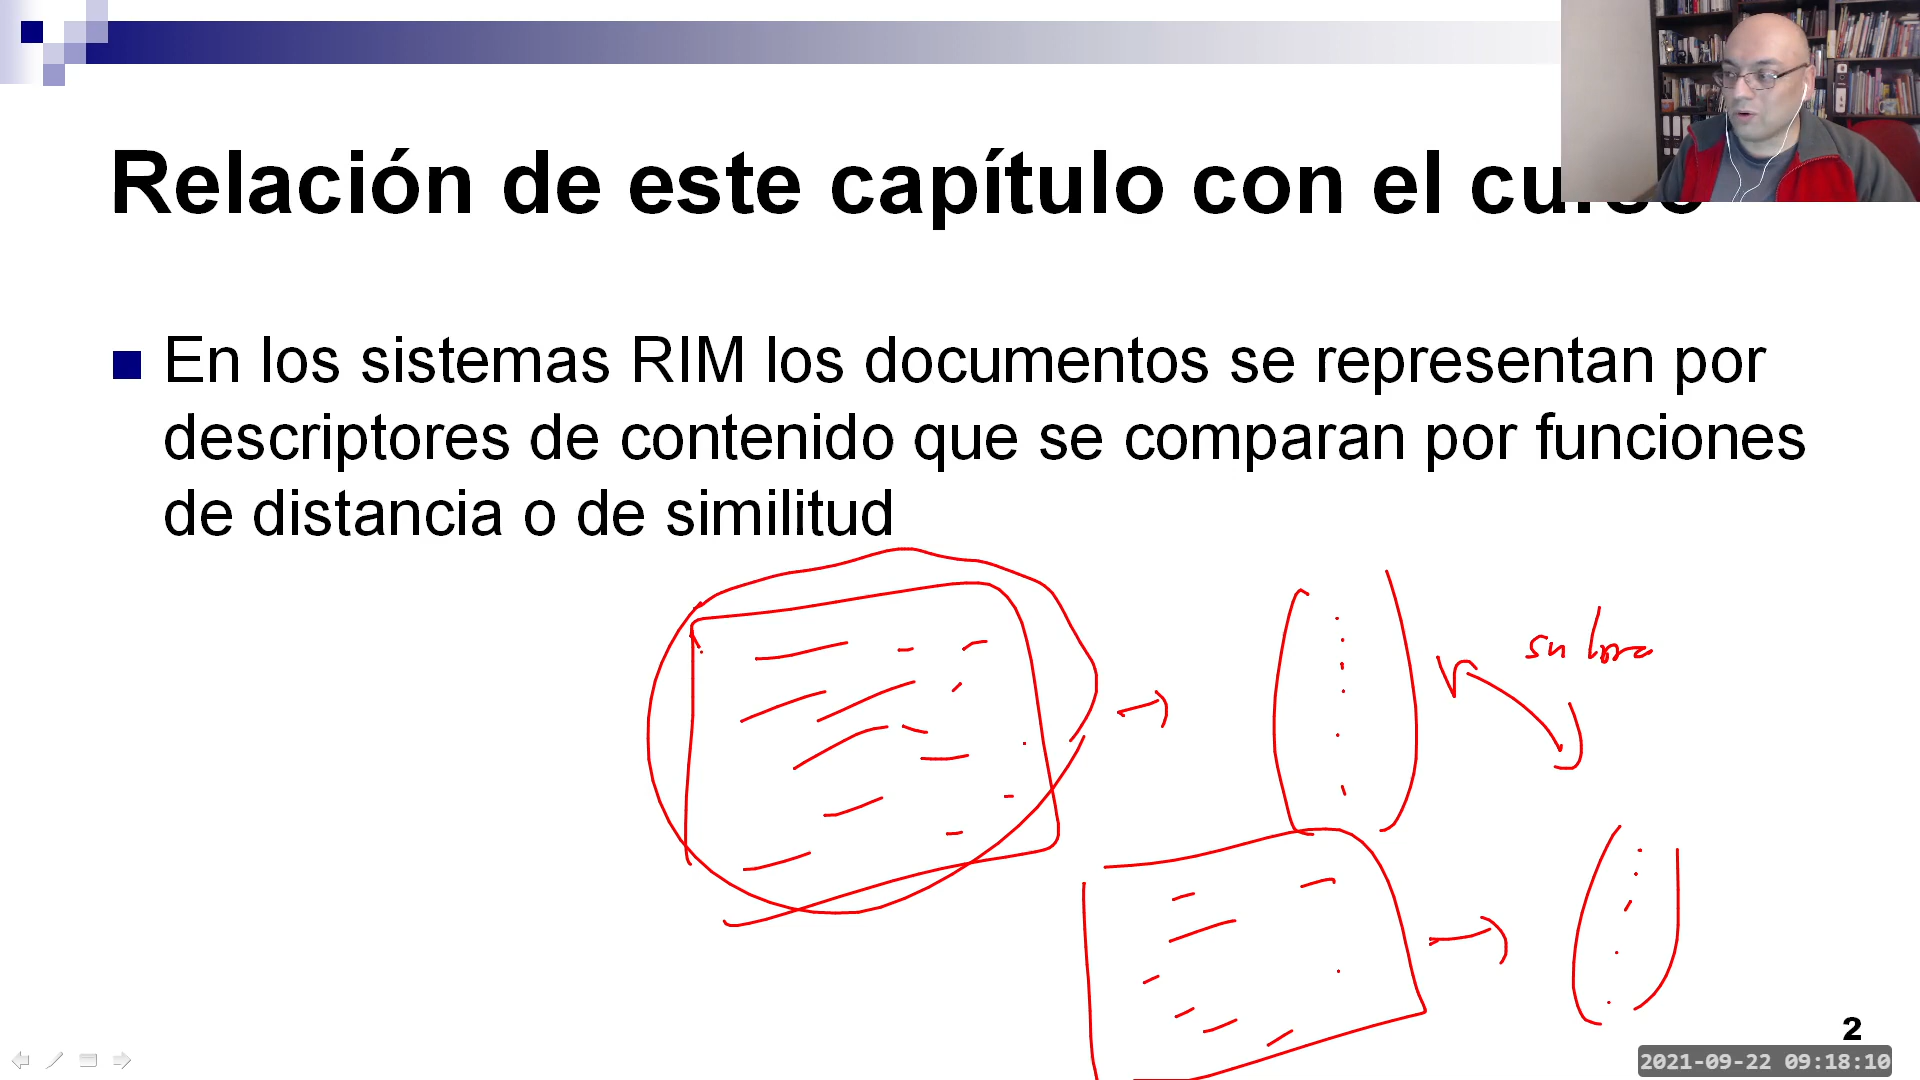 Relación de este capítulo con el curso
En los sistemas RIM los documentos se representan por
descriptores de contenido que se comparan por funciones
de distancia o de similitud
2
2021-09-22 09:18:10